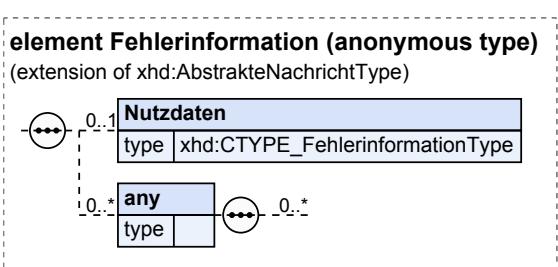 element Fehlerinformation (anonymous type)
(extension of xhd:AbstrakteNachrichtType)
0..1 Nutzdaten
type xhd:CTYPE_FehlerinformationType
0..* any 0..*
type